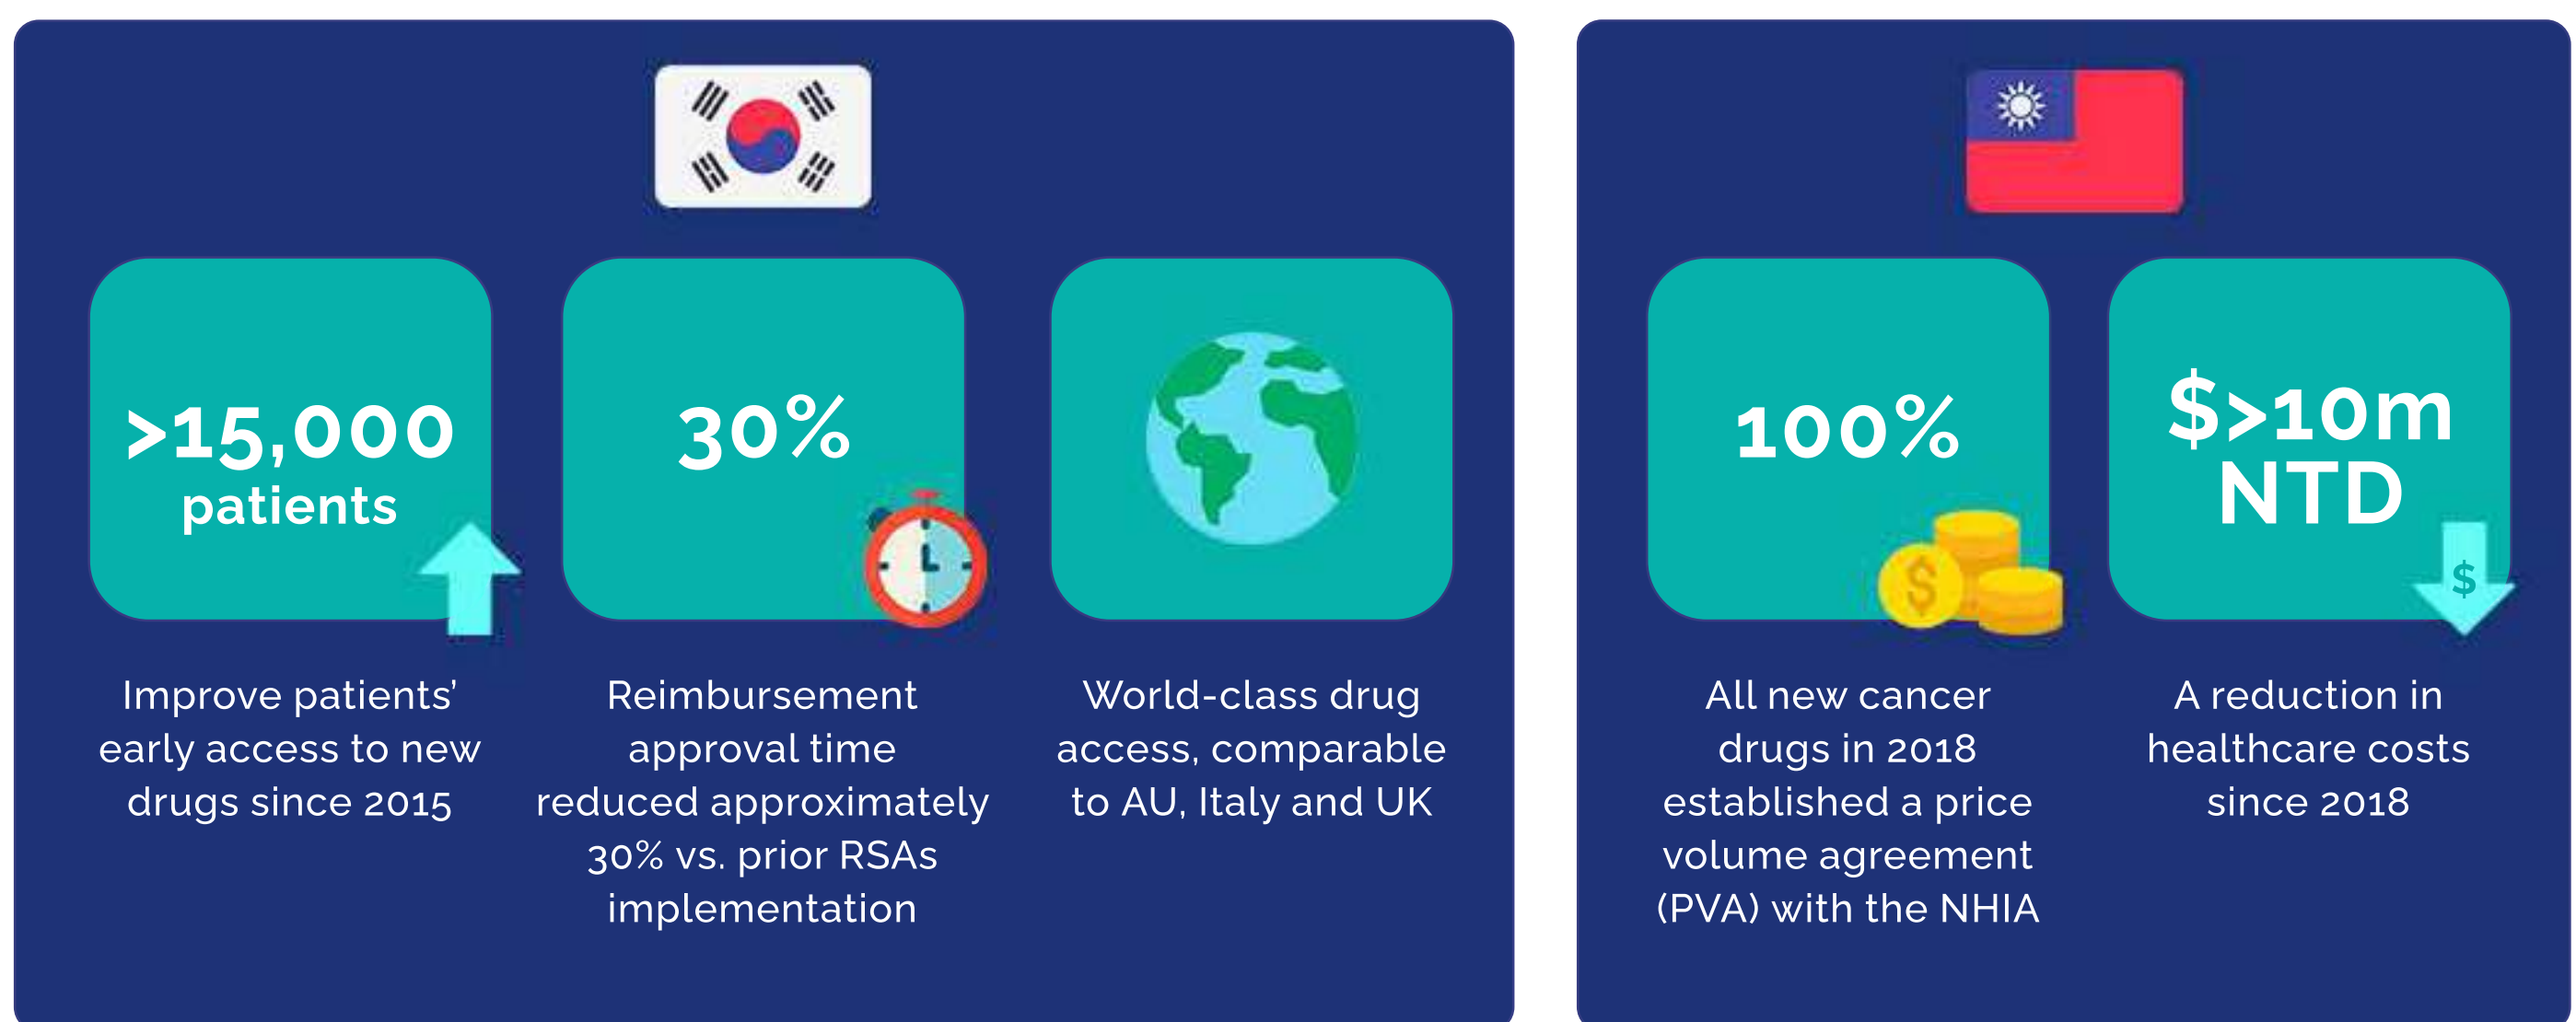 >15,000
patients
Improve patients’
early access to new
drugs since 2015
30%
Reimbursement
approval time
reduced approximately
30% vs. prior RSAs
implementation
World-class drug
access, comparable
to AU, Italy and UK
100%
All new cancer
drugs in 2018
established a price
volume agreement
(PVA) with the NHIA
$>10m
NTD
$
$
A reduction in
healthcare costs
since 2018